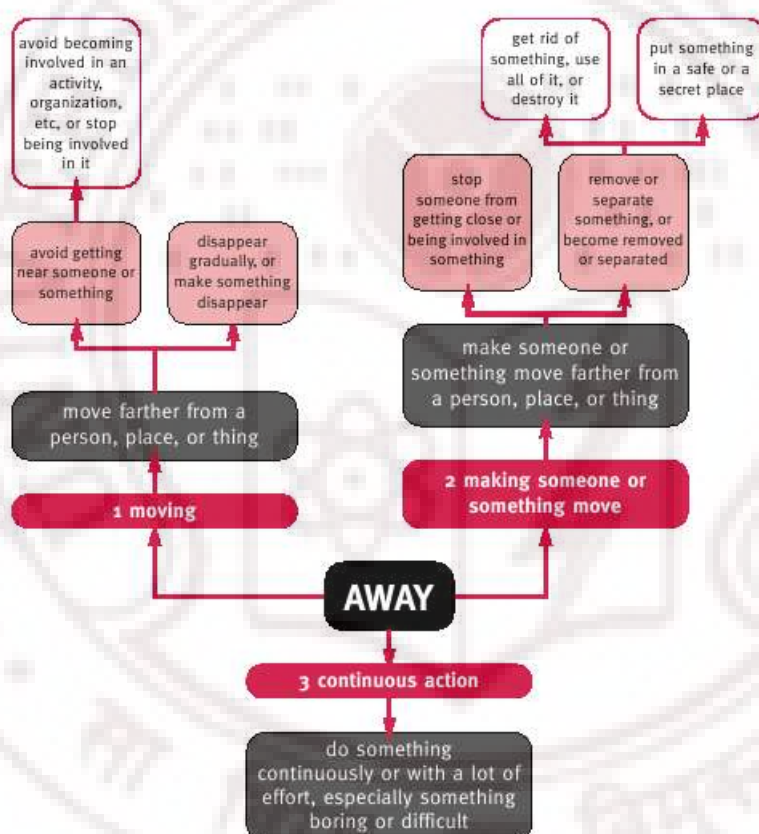 avoid becoming
involved in an
activity,
organization,
etc, or stop
being involved
in it
get rid of
something, use
all of it, or
destroy it
put something
in a safe or a
secret place
avoid getting
near someone or
something
disappear
gradually, or
make something
disappear
stop
someone from
getting close or
being involved in
something
remove or
separate
something, or
become removed
or separated
move farther from a
person, place, or thing
make someone or
something move farther from
a person, place, or thing
1 moving
2 making someone or
something move
AWAY
3 continuous action
do something
continuously or with a lot of
effort, especially something
boring or difficult